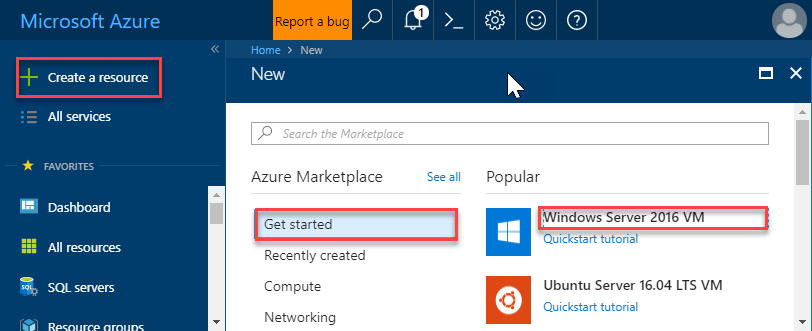 Microsoft Azure
Report a bug
1
«
Home > New
Create a resource
New
All services
Search the Marketplace
FAVORITES
Azure Marketplace
See all
Popular
Dashboard
Get started
Windows Server 2016 VM
Quickstart tutorial
All resources
Recently created
SQL servers
Compute
Ubuntu Server 16.04 LTS VM
Quickstart tutorial
Resource groups
Networking